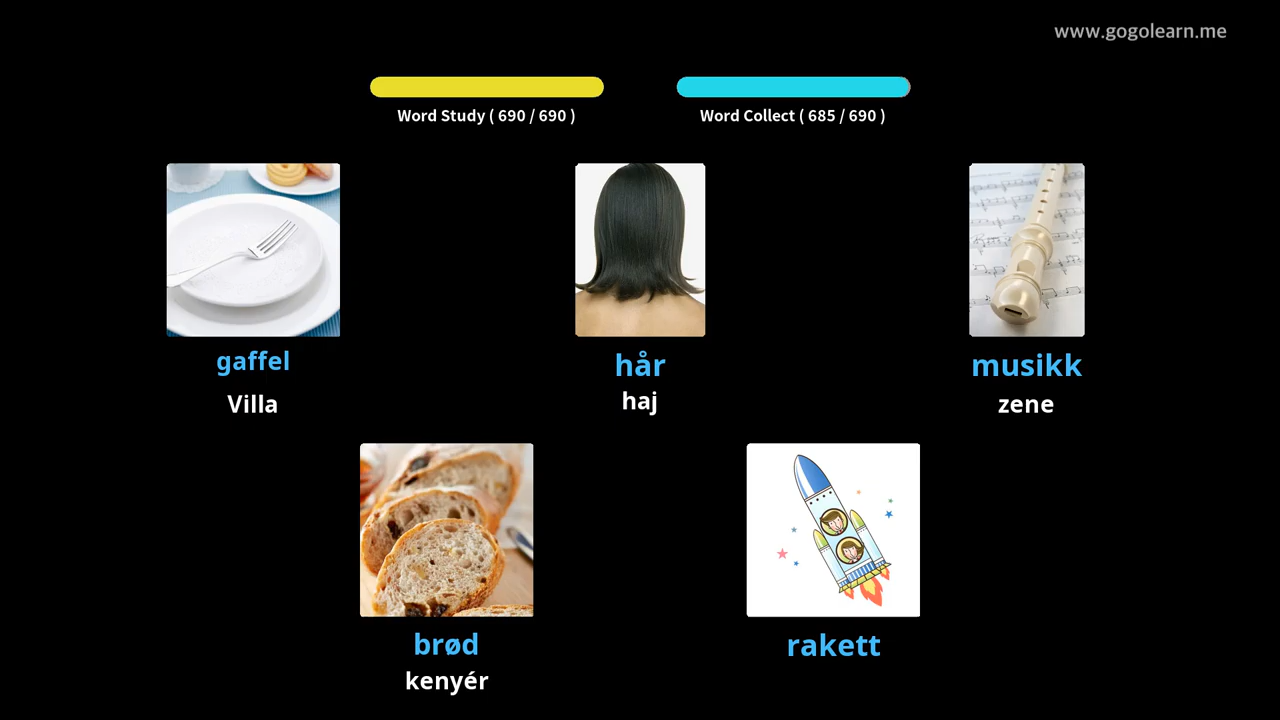 www.gogolearn.me
Word Study ( 690 / 690 )
Word Collect ( 685 / 690 )
gaffel
Villa
hår
haj
musikk
zene
brød
kenyér
rakett